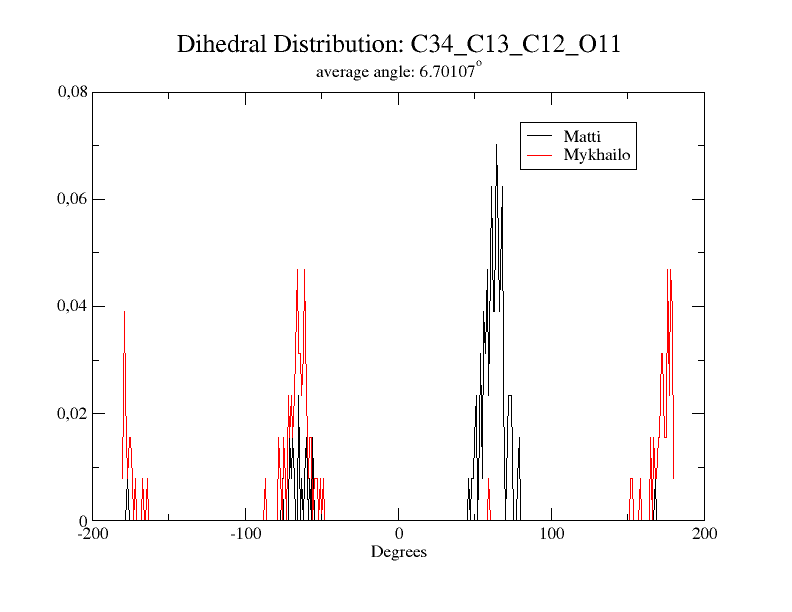 Dihedral Distribution: C34_C13_C12_O11
average angle: 6.70107°
0,08
Matti
Mykhailo
0,06
0,04
0,02
0
-200 -100 0 100 200
Degrees